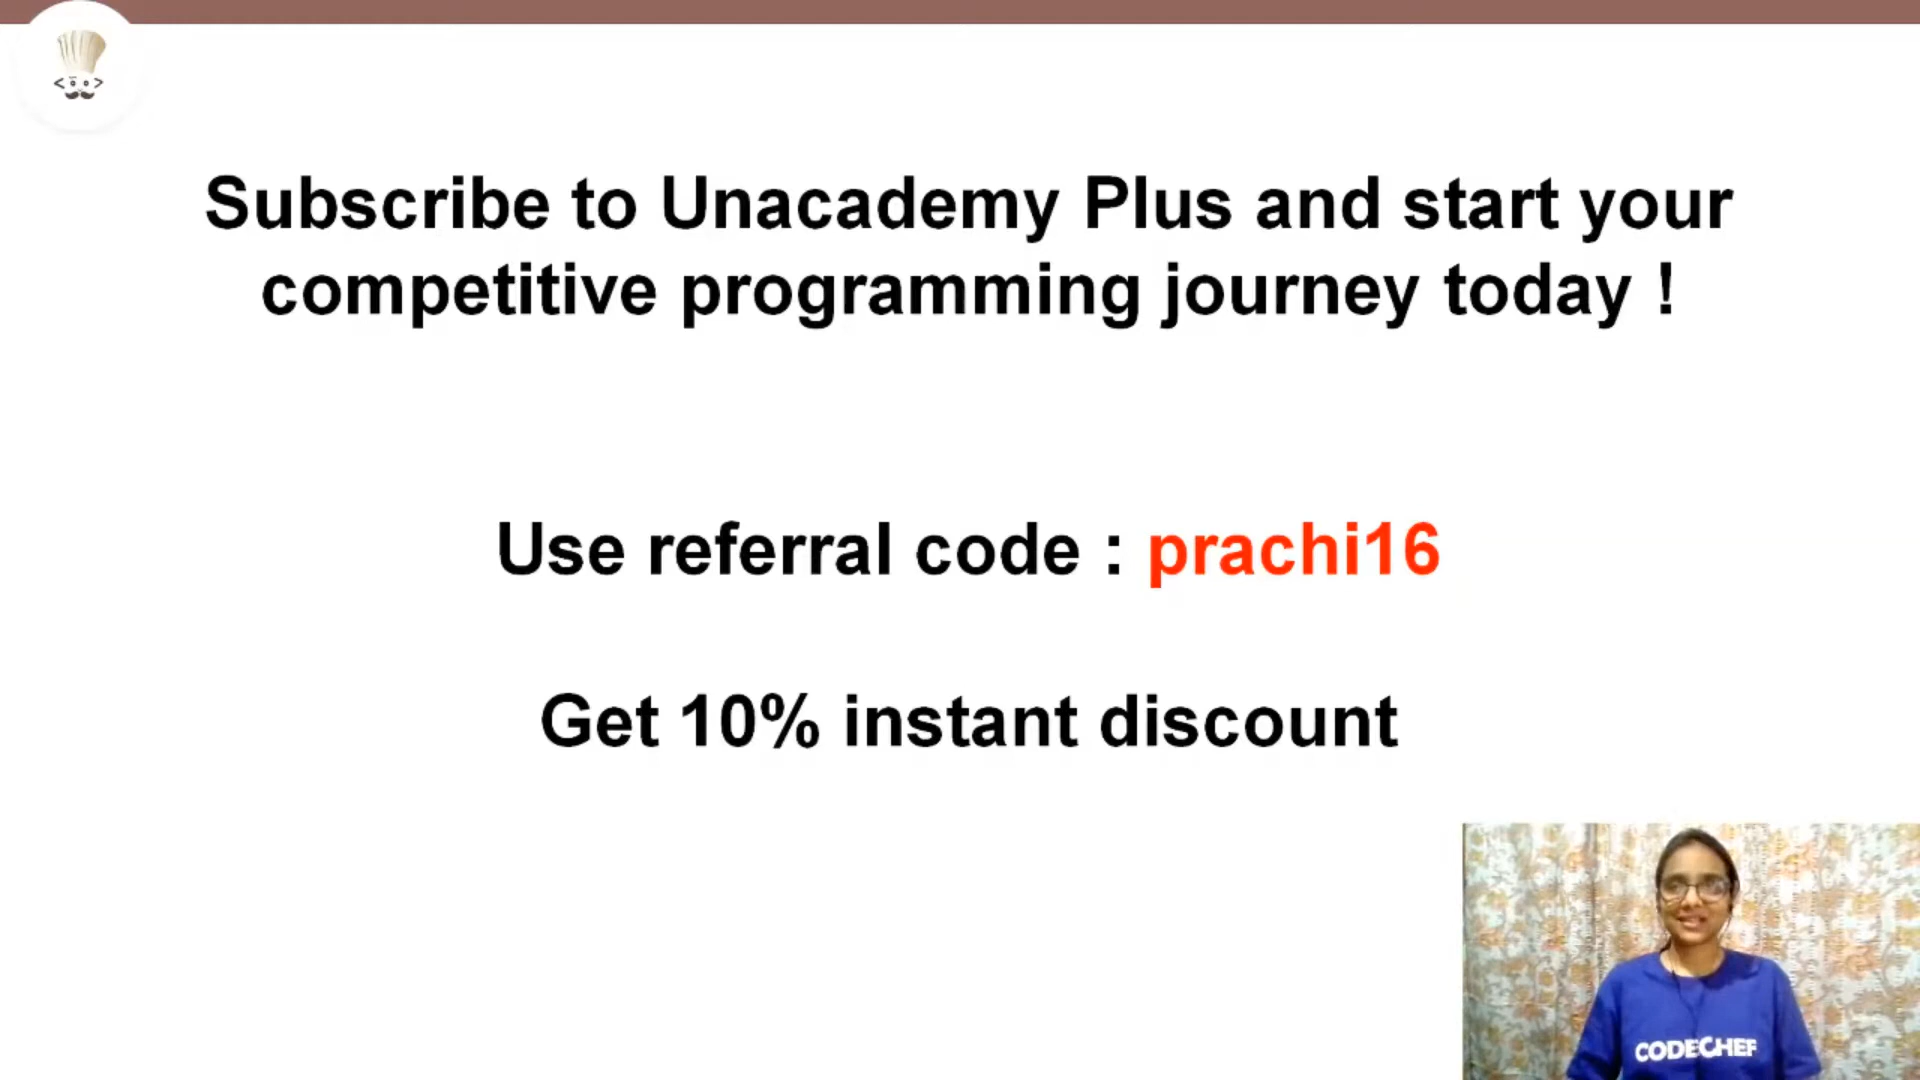 Subscribe to Unacademy Plus and start your
competitive programming journey today !
Use referral code : prachi16
Get 10% instant discount
CODECHEF